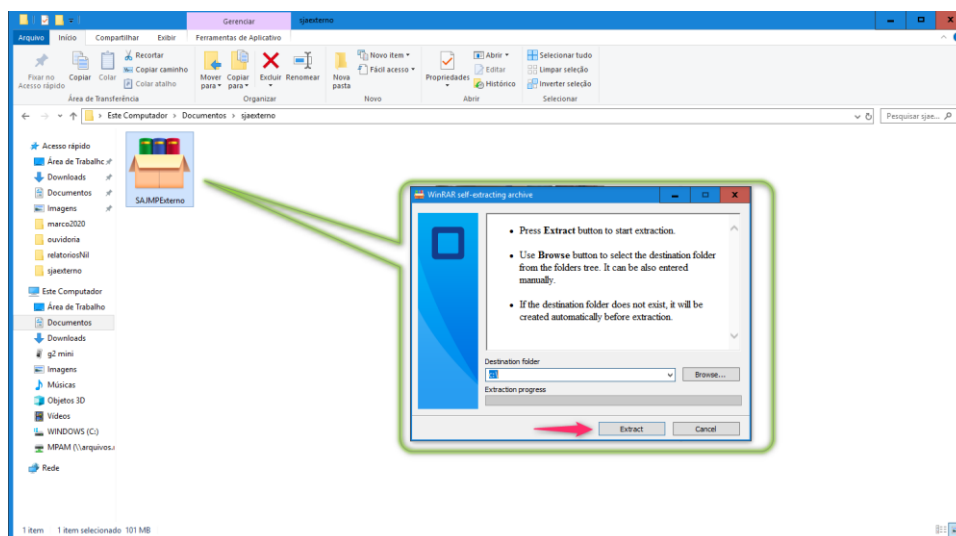 Gerenciar
sjaexterno
Arquivo Início Compartilhar Exibir Ferramentas de Aplicativo
Fixar no Acesso rápido
Copiar
Colar
Recortar
Copiar caminho
Colar atalho
Área de Transferência
Mover para
Copiar para
Excluir
Renomear
Organizar
Nova pasta
Novo item
Fácil acesso
Novo
Propriedades
Abrir
Editar
Histórico
Abrir
Selecionar tudo
Limpar seleção
Inverter seleção
Selecionar
Este Computador > Documentos > sjaexterno
Pesquisar sjae...
Acesso rápido
Área de Trabalhc
Downloads
Documentos
Imagens
marco2020
ouvidoria
relatoriosNil
sjaexterno
Este Computador
Área de Trabalho
Documentos
Downloads
g2 mini
Imagens
Músicas
Objetos 3D
Vídeos
WINDOWS (C:)
MPAM (\\arquivos.
Rede
SAJMPExterno
WinRAR self-extracting archive
• Press Extract button to start extraction.
• Use Browse button to select the destination folder
from the folders tree. It can be also entered
manually.
• If the destination folder does not exist, it will be
created automatically before extraction.
Destination folder
Browse...
Extraction progress
Extract
Cancel
1 item 1 item selecionado 101 MB